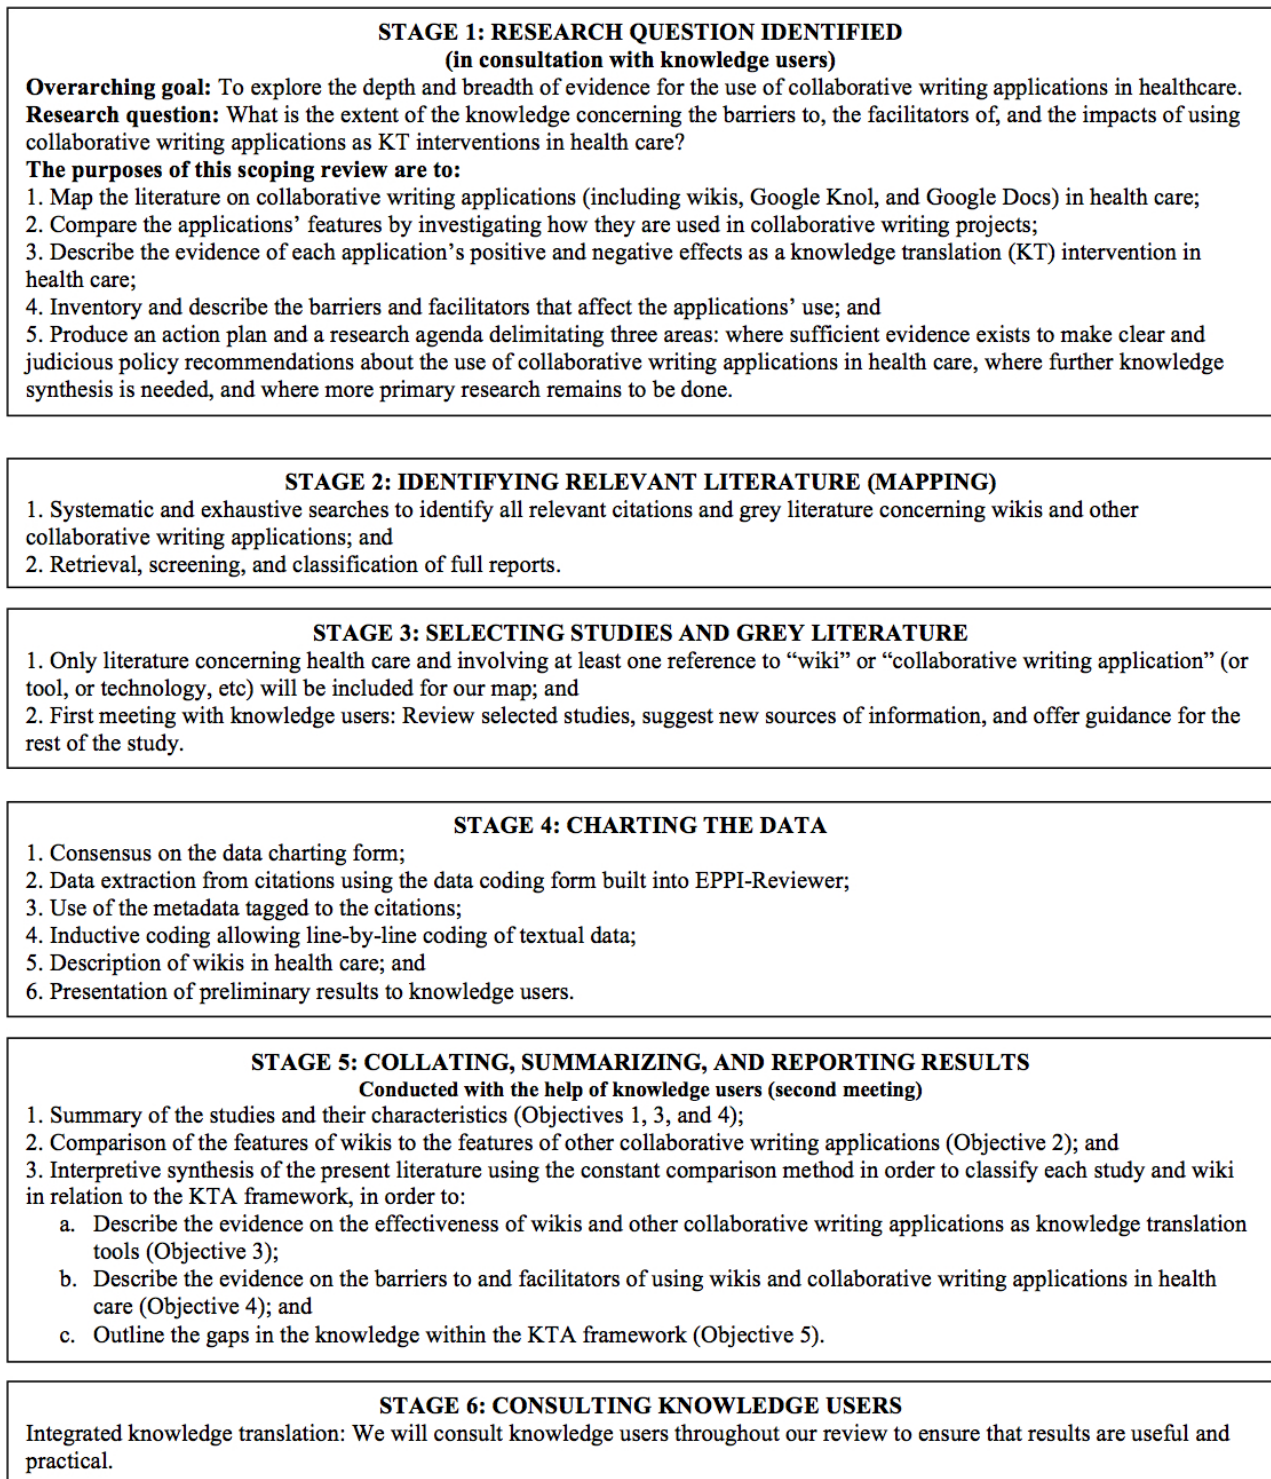 STAGE 1: RESEARCH QUESTION IDENTIFIED
(in consultation with knowledge users)
Overarching goal: To explore the depth and breadth of evidence for the use of collaborative writing applications in healthcare.
Research question: What is the extent of the knowledge concerning the barriers to, the facilitators of, and the impacts of using
collaborative writing applications as KT interventions in health care?
The purposes of this scoping review are to:
1. Map the literature on collaborative writing applications (including wikis, Google Knol, and Google Docs) in health care;
2. Compare the applications’ features by investigating how they are used in collaborative writing projects;
3. Describe the evidence of each application’s positive and negative effects as a knowledge translation (KT) intervention in
health care;
4. Inventory and describe the barriers and facilitators that affect the applications’ use; and
5. Produce an action plan and a research agenda delimitating three areas: where sufficient evidence exists to make clear and
judicious policy recommendations about the use of collaborative writing applications in health care, where further knowledge
synthesis is needed, and where more primary research remains to be done.
STAGE 2: IDENTIFYING RELEVANT LITERATURE (MAPPING)
1. Systematic and exhaustive searches to identify all relevant citations and grey literature concerning wikis and other
collaborative writing applications; and
2. Retrieval, screening, and classification of full reports.
STAGE 3: SELECTING STUDIES AND GREY LITERATURE
1. Only literature concerning health care and involving at least one reference to “wiki” or “collaborative writing application” (or
tool, or technology, etc) will be included for our map; and
2. First meeting with knowledge users: Review selected studies, suggest new sources of information, and offer guidance for the
rest of the study.
STAGE 4: CHARTING THE DATA
1. Consensus on the data charting form;
2. Data extraction from citations using the data coding form built into EPPI-Reviewer;
3. Use of the metadata tagged to the citations;
4. Inductive coding allowing line-by-line coding of textual data;
5. Description of wikis in health care; and
6. Presentation of preliminary results to knowledge users.
STAGE 5: COLLATING, SUMMARIZING, AND REPORTING RESULTS
Conducted with the help of knowledge users (second meeting)
1. Summary of the studies and their characteristics (Objectives 1, 3, and 4);
2. Comparison of the features of wikis to the features of other collaborative writing applications (Objective 2); and
3. Interpretive synthesis of the present literature using the constant comparison method in order to classify each study and wiki
in relation to the KTA framework, in order to:
a. Describe the evidence on the effectiveness of wikis and other collaborative writing applications as knowledge translation
tools (Objective 3);
b. Describe the evidence on the barriers to and facilitators of using wikis and collaborative writing applications in health
care (Objective 4); and
c. Outline the gaps in the knowledge within the KTA framework (Objective 5).
STAGE 6: CONSULTING KNOWLEDGE USERS
Integrated knowledge translation: We will consult knowledge users throughout our review to ensure that results are useful and
practical.